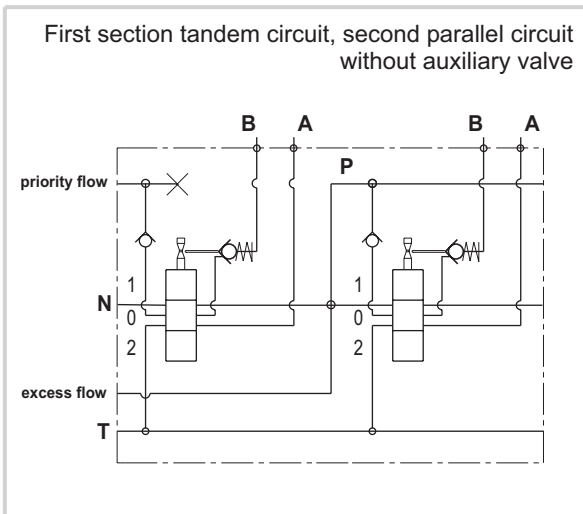 First section tandem circuit, second parallel circuit
without auxiliary valve
B A B A
P
priority flow
1 1
N
0 0
2 2
excess flow
T